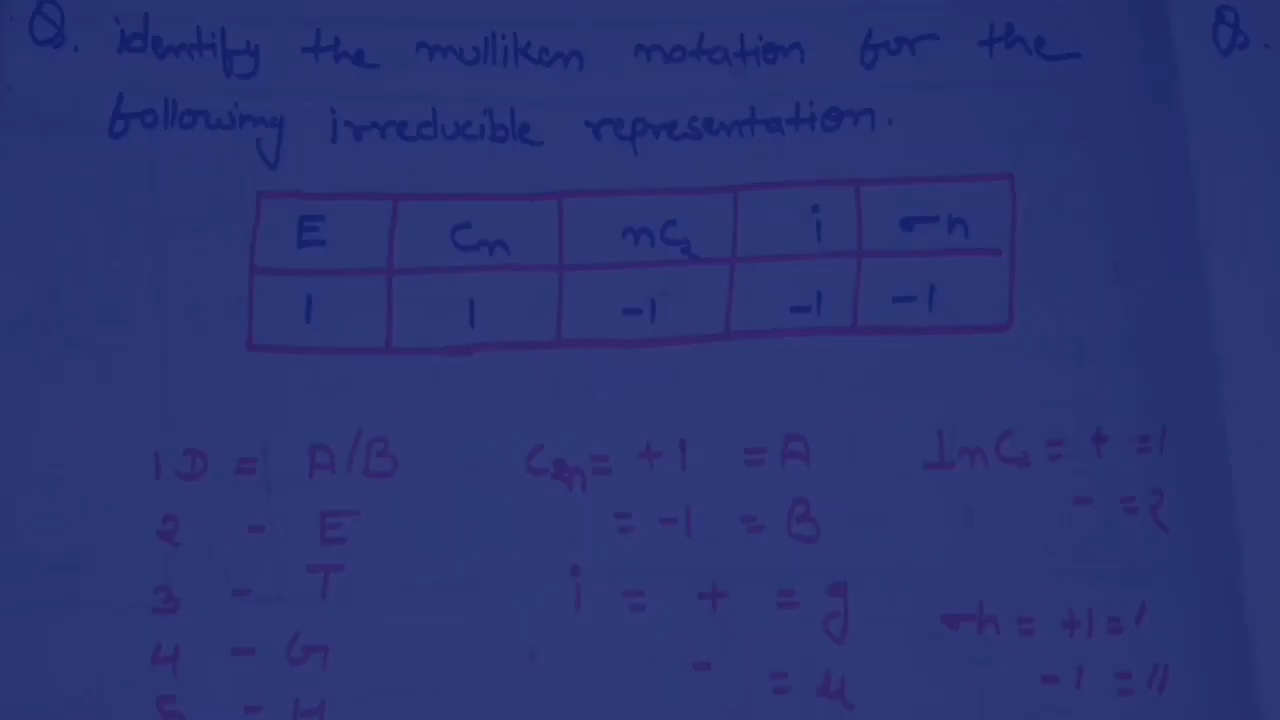 Q. identify the mulliken notation for the
following irreducible representation.
E Cn nC2 i σh
1 1 -1 -1 -1
1D = A/B
2 - E
3 - T
4 - G
5 - H
Cn = +1 = A
= -1 = B
i = + = g
- = u
⊥nC2 = + = 1
- = 2
σh = +1 = '
-1 = "
Q.